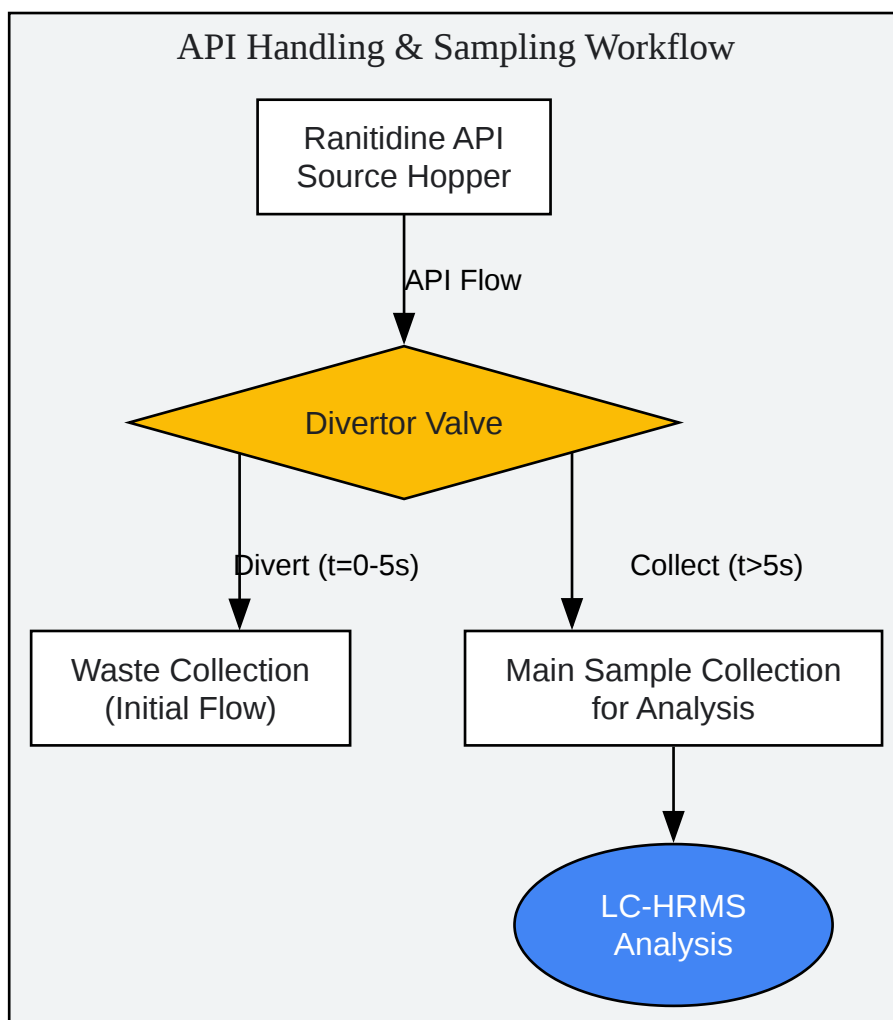 API Handling & Sampling Workflow
Ranitidine API
Source Hopper
API Flow
Divertor Valve
Divert (t=0-5s)
Collect (t>5s)
Waste Collection
(Initial Flow)
Main Sample Collection
for Analysis
LC-HRMS
Analysis